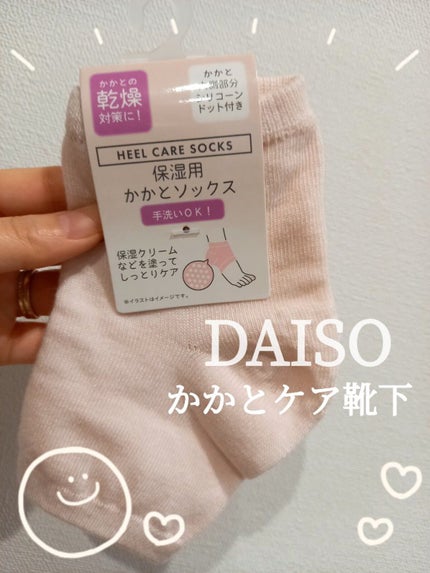 かかとの
乾燥
対策に!
かかと
部分
シリコーン
ドット付き
HEEL CARE SOCKS
保湿用
かかとソックス
手洗いOK!
保湿クリーム
などを塗って
しっとりケア
※イラストはイメージです。
DAISO
かかとケア靴下